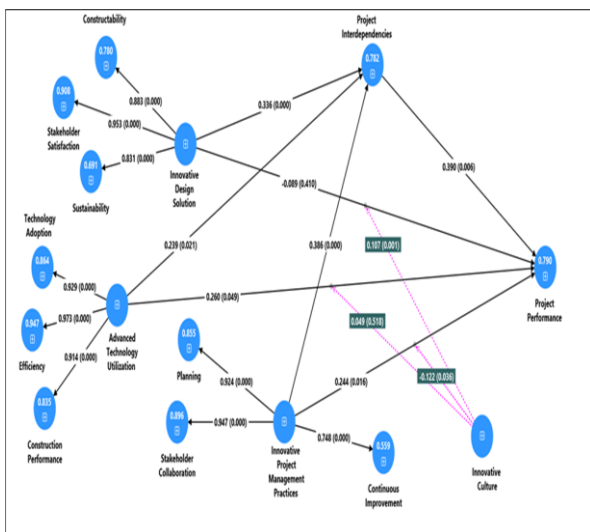 Constructability
0.780
0.883 (0.000)
0.908
Stakeholder
Satisfaction
0.953 (0.000)
0.691
Sustainability
0.831 (0.000)
Innovative
Design
Solution
Project
Interdependencies
0.782
0.336 (0.000)
-0.089 (0.410)
0.390 (0.006)
0.107 (0.001)
0.239 (0.021)
0.386 (0.000)
Technology
Adoption
0.864
0.929 (0.000)
0.947
Efficiency
0.973 (0.000)
0.914 (0.000)
0.835
Construction
Performance
Advanced
Technology
Utilization
0.260 (0.049)
0.790
Project
Performance
0.049 (0.518)
-0.122 (0.036)
0.244 (0.016)
0.855
Planning
0.924 (0.000)
0.896
Stakeholder
Collaboration
0.947 (0.000)
Innovative
Project
Management
Practices
0.748 (0.000)
0.559
Continuous
Improvement
Innovative
Culture